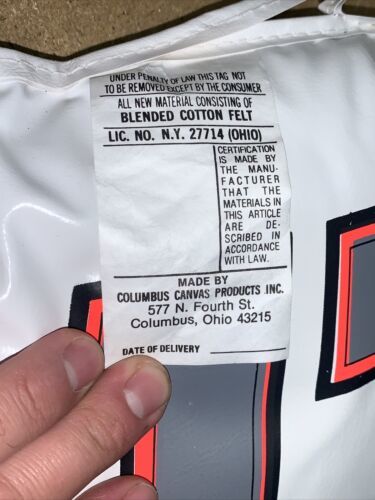 UNDER PENALTY OF LAW THIS TAG NOT
TO BE REMOVED EXCEPT BY THE CONSUMER
ALL NEW MATERIAL CONSISTING OF
BLENDED COTTON FELT
LIC. NO. N.Y. 27714 (OHIO)
CERTIFICATION
IS MADE BY
THE MANU-
FACTURER
THAT THE
MATERIALS IN
THIS ARTICLE
ARE DE-
SCRIBED IN
ACCORDANCE
WITH LAW.
MADE BY
COLUMBUS CANVAS PRODUCTS INC.
577 N. Fourth St.
Columbus, Ohio 43215
DATE OF DELIVERY